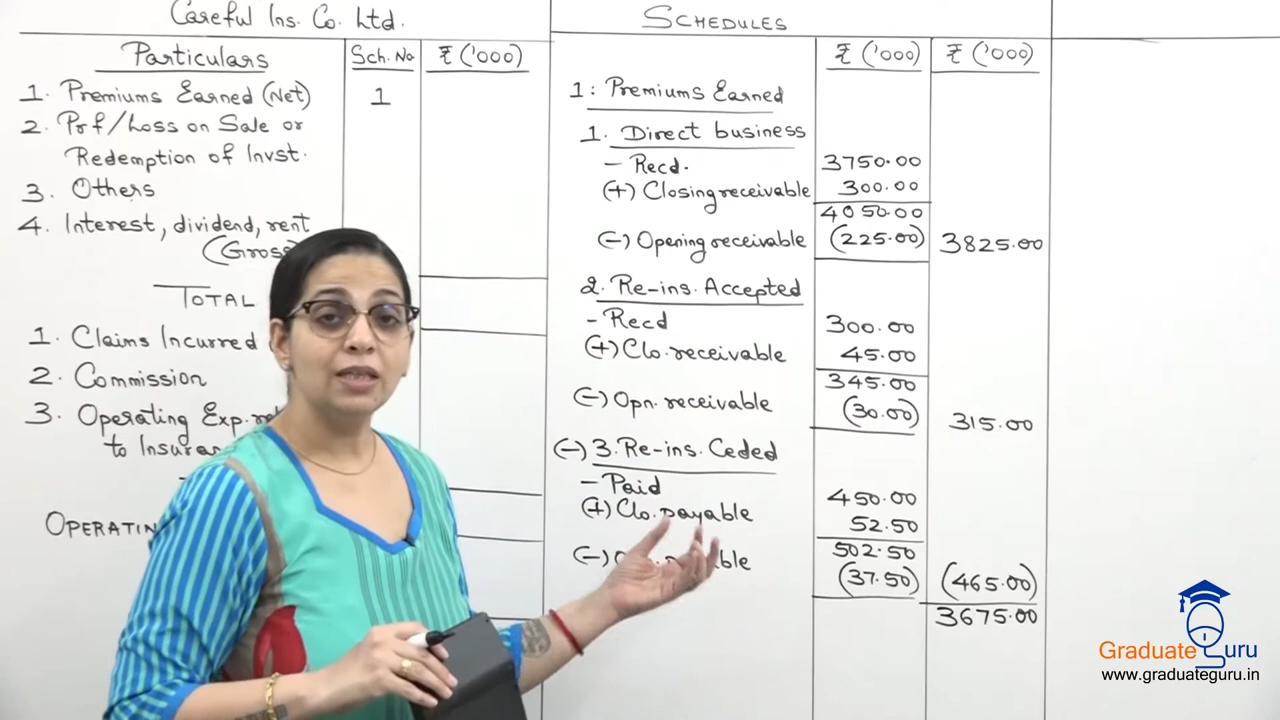 Careful Ins. Co. Ltd.
Particulars
Sch. No
₹ ('000)
1. Premiums Earned (Net)
1
2. Prf/Loss on Sale or
Redemption of Invst.
3. Others
4. Interest, dividend, rent
(Gross)
TOTAL
1. Claims Incurred
2. Commission
3. Operating Exp.
to
OPERATIN
SCHEDULES
₹ ('000)
₹ ('000)
1: Premiums Earned
1. Direct business
- Recd.
3750.00
(+) Closing receivable
300.00
4050.00
(-) Opening receivable
(225.00)
3825.00
2. Re-ins. Accepted
- Recd
300.00
(+) Clo. receivable
45.00
345.00
(-) Opn. receivable
(30.00)
315.00
(-) 3. Re-ins. Ceded
- Paid
450.00
(+) Clo. payable
52.50
502.50
(-)
(37.50)
(465.00)
3675.00
Graduate Guru
www.graduateguru.in